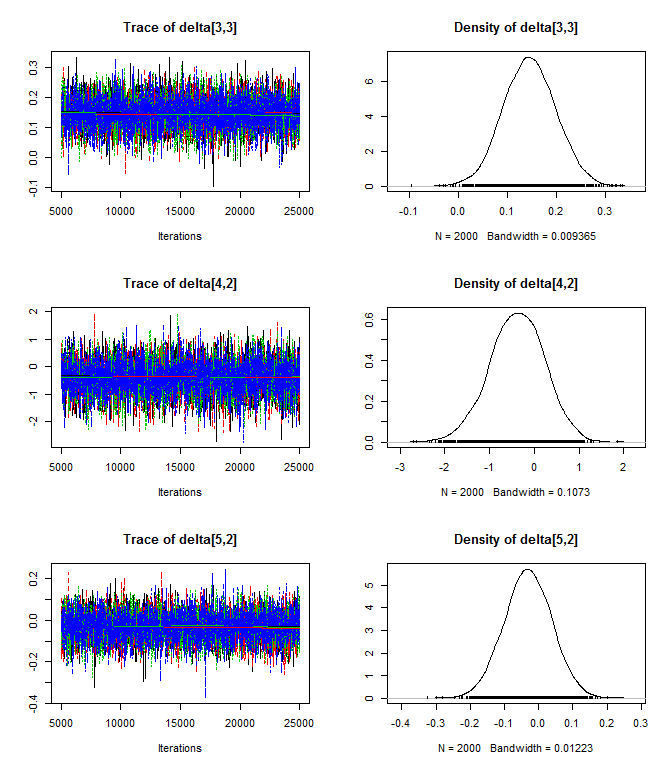 Trace of delta[3,3]
0.3
0.2
0.1
0.0
-0.1
5000 10000 15000 20000 25000
Iterations
Density of delta[3,3]
6
4
2
0
-0.1 0.0 0.1 0.2 0.3
N = 2000 Bandwidth = 0.009365
Trace of delta[4,2]
2
1
0
-1
-2
5000 10000 15000 20000 25000
Iterations
Density of delta[4,2]
0.6
0.4
0.2
0.0
-3 -2 -1 0 1 2
N = 2000 Bandwidth = 0.1073
Trace of delta[5,2]
0.2
0.0
-0.2
-0.4
5000 10000 15000 20000 25000
Iterations
Density of delta[5,2]
5
4
3
2
1
0
-0.4 -0.3 -0.2 -0.1 0.0 0.1 0.2 0.3
N = 2000 Bandwidth = 0.01223